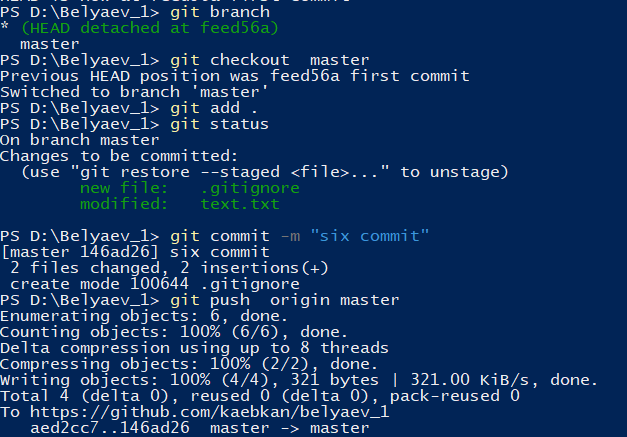 PS D:\Belyaev_1> git branch
* (HEAD detached at feed56a)
  master
PS D:\Belyaev_1> git checkout  master
Previous HEAD position was feed56a first commit
Switched to branch 'master'
PS D:\Belyaev_1> git add .
PS D:\Belyaev_1> git status
On branch master
Changes to be committed:
  (use "git restore --staged <file>..." to unstage)
        new file:   .gitignore
        modified:   text.txt

PS D:\Belyaev_1> git commit -m "six commit"
[master 146ad26] six commit
 2 files changed, 2 insertions(+)
 create mode 100644 .gitignore
PS D:\Belyaev_1> git push  origin master
Enumerating objects: 6, done.
Counting objects: 100% (6/6), done.
Delta compression using up to 8 threads
Compressing objects: 100% (2/2), done.
Writing objects: 100% (4/4), 321 bytes | 321.00 KiB/s, done.
Total 4 (delta 0), reused 0 (delta 0), pack-reused 0
To https://github.com/kaebkan/belyaev_1
   aed2cc7..146ad26  master -> master